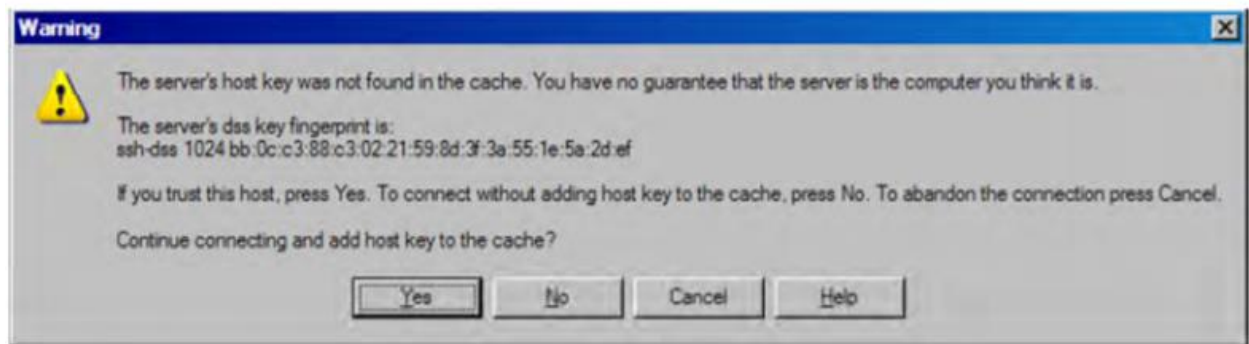 Warning
The server's host key was not found in the cache. You have no guarantee that the server is the computer you think it is.
The server's dss key fingerprint is:
ssh-dss 1024 bb:0c:c3:88:c3:02:21:59:8d:3f:3a:55:1e:5a:2d:ef
If you trust this host, press Yes. To connect without adding host key to the cache, press No. To abandon the connection press Cancel.
Continue connecting and add host key to the cache?
Yes No Cancel Help